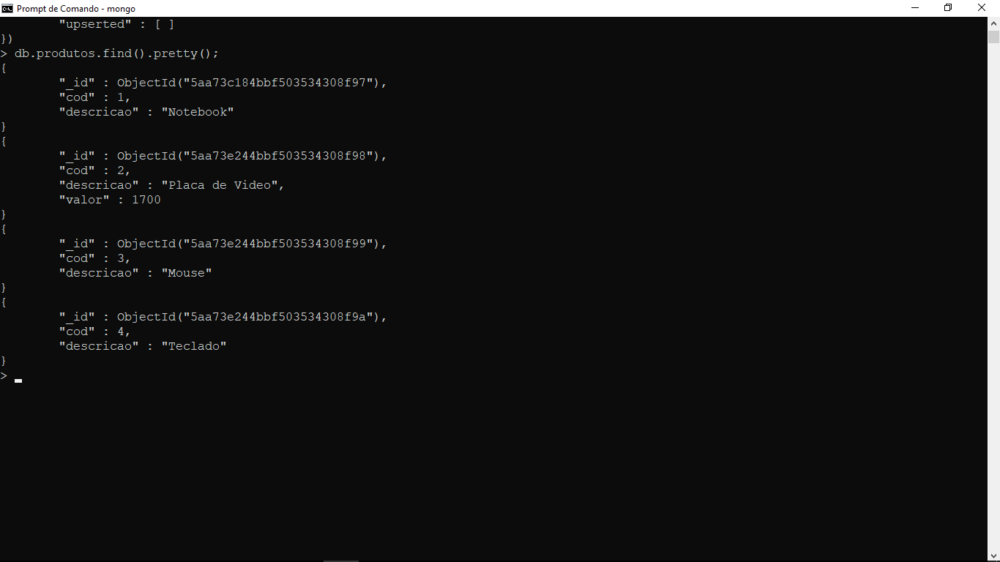 Prompt de Comando - mongo
"upserted" : [ ]
})
> db.produtos.find().pretty();
{
"_id" : ObjectId("5aa73c184bbf503534308f97"),
"cod" : 1,
"descricao" : "Notebook"
}
{
"_id" : ObjectId("5aa73e244bbf503534308f98"),
"cod" : 2,
"descricao" : "Placa de Video",
"valor" : 1700
}
{
"_id" : ObjectId("5aa73e244bbf503534308f99"),
"cod" : 3,
"descricao" : "Mouse"
}
{
"_id" : ObjectId("5aa73e244bbf503534308f9a"),
"cod" : 4,
"descricao" : "Teclado"
}
>